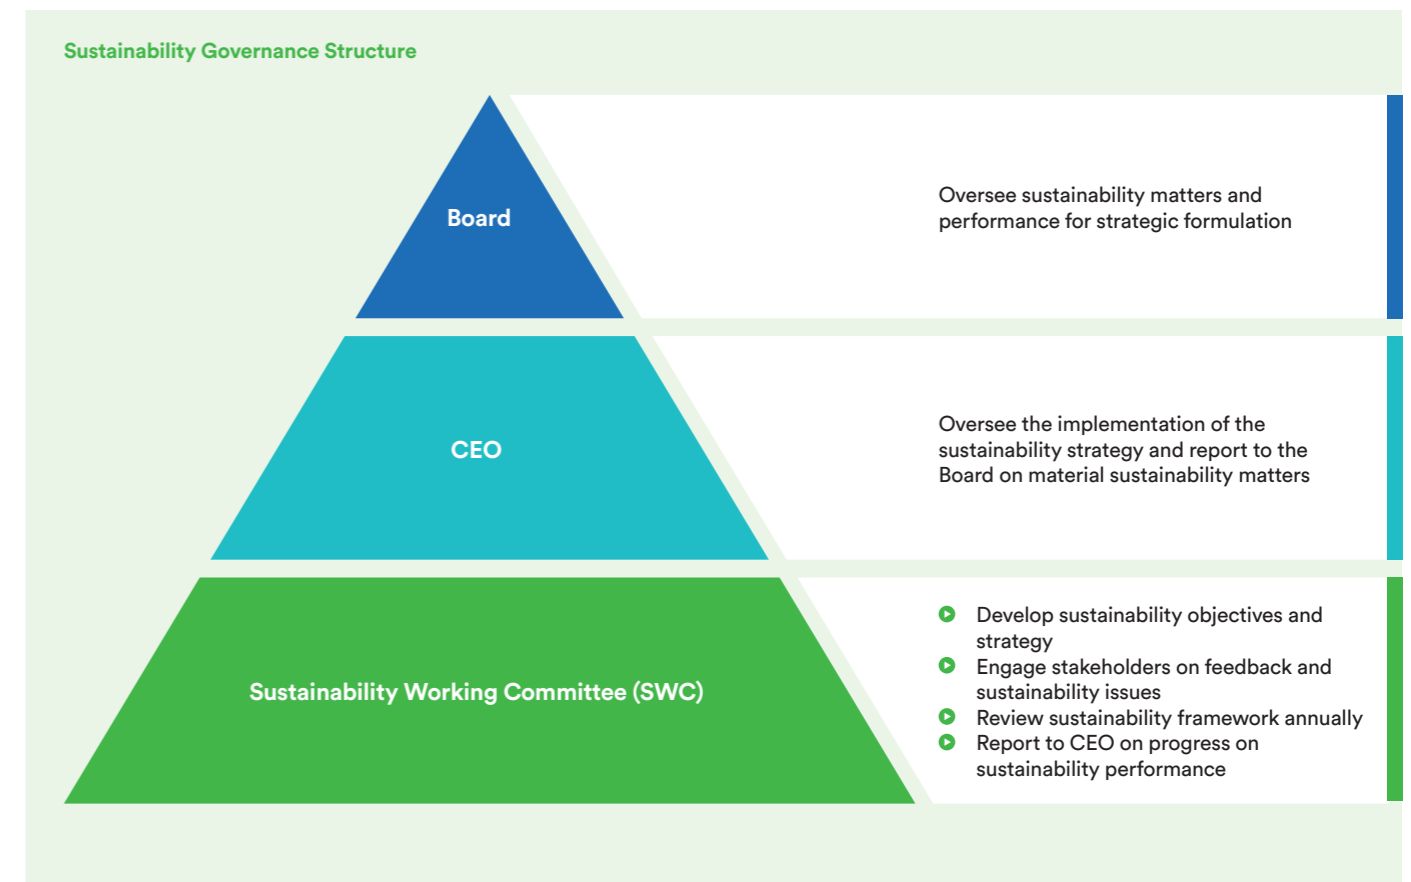 Sustainability Governance Structure
Board
Oversee sustainability matters and
performance for strategic formulation
CEO
Oversee the implementation of the
sustainability strategy and report to the
Board on material sustainability matters
Sustainability Working Committee (SWC)
Develop sustainability objectives and
strategy
Engage stakeholders on feedback and
sustainability issues
Review sustainability framework annually
Report to CEO on progress on
sustainability performance